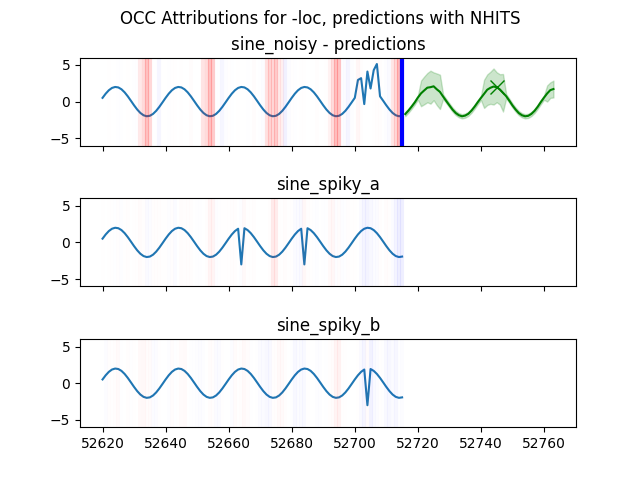 OCC Attributions for -loc, predictions with NHITS
sine_noisy - predictions
5
0
−5
sine_spiky_a
5
0
−5
sine_spiky_b
5
0
−5
52620 52640 52660 52680 52700 52720 52740 52760